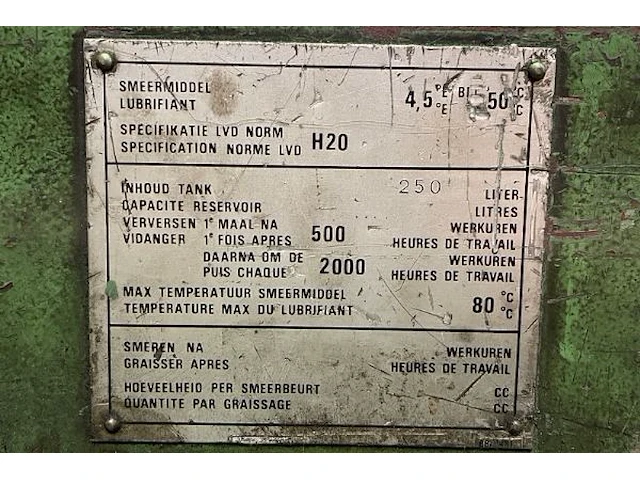 SMEERMIDDEL 4,5 °E BIJ 50 °C
LUBRIFIANT °E °C
SPECIFIKATIE LVD NORM H20
SPECIFICATION NORME LVD
INHOUD TANK 250 LITER
CAPACITE RESERVOIR LITRES
VERVERSEN 1E MAAL NA 500 WERKUREN
VIDANGER 1E FOIS APRES HEURES DE TRAVAIL
DAARNA OM DE 2000 WERKUREN
PUIS CHAQUE HEURES DE TRAVAIL
MAX TEMPERATUUR SMEERMIDDEL 80 °C
TEMPERATURE MAX DU LUBRIFIANT °C
SMEREN NA WERKUREN
GRAISSER APRES HEURES DE TRAVAIL
HOEVEELHEID PER SMEERBEURT CC
QUANTITE PAR GRAISSAGE CC